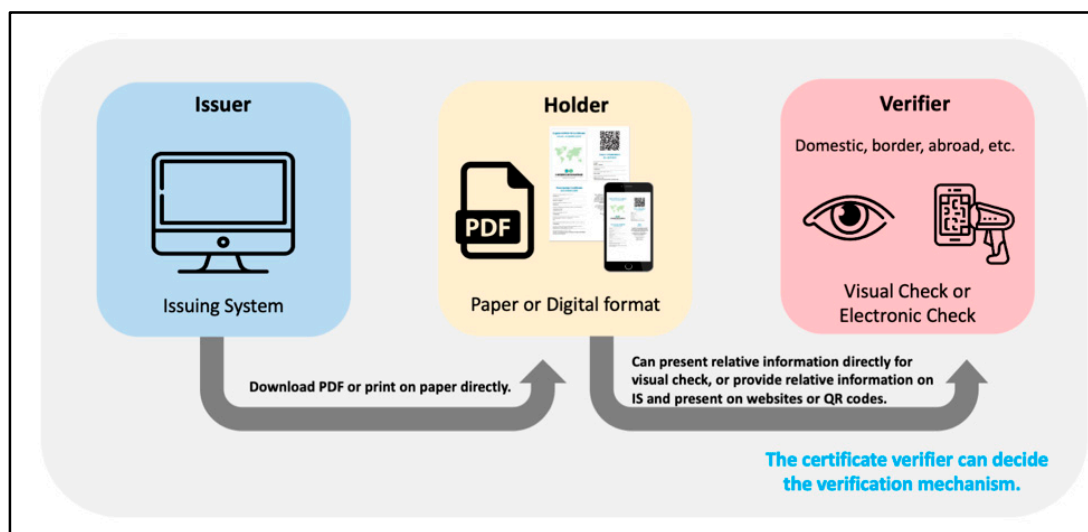 Issuer
Issuing System
Holder
PDF
Paper or Digital format
Verifier
Domestic, border, abroad, etc.
Visual Check or
Electronic Check
Download PDF or print on paper directly.
Can present relative information directly for
visual check, or provide relative information on
IS and present on websites or QR codes.
The certificate verifier can decide
the verification mechanism.